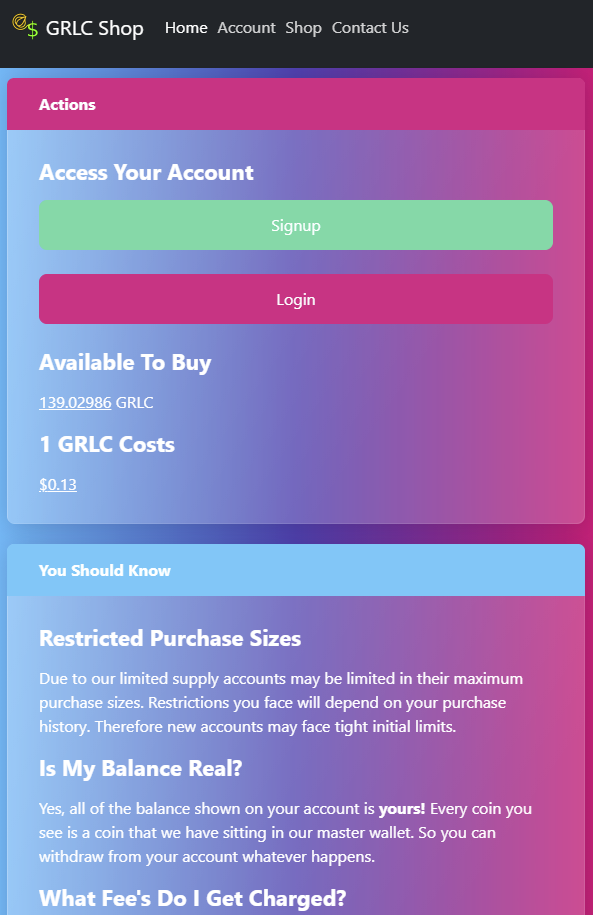 GRLC Shop Home Account Shop Contact Us
Actions
Access Your Account
Signup
Login
Available To Buy
139.02986 GRLC
1 GRLC Costs
$0.13
You Should Know
Restricted Purchase Sizes
Due to our limited supply accounts may be limited in their maximum
purchase sizes. Restrictions you face will depend on your purchase
history. Therefore new accounts may face tight initial limits.
Is My Balance Real?
Yes, all of the balance shown on your account is yours! Every coin you
see is a coin that we have sitting in our master wallet. So you can
withdraw from your account whatever happens.
What Fee's Do I Get Charged?